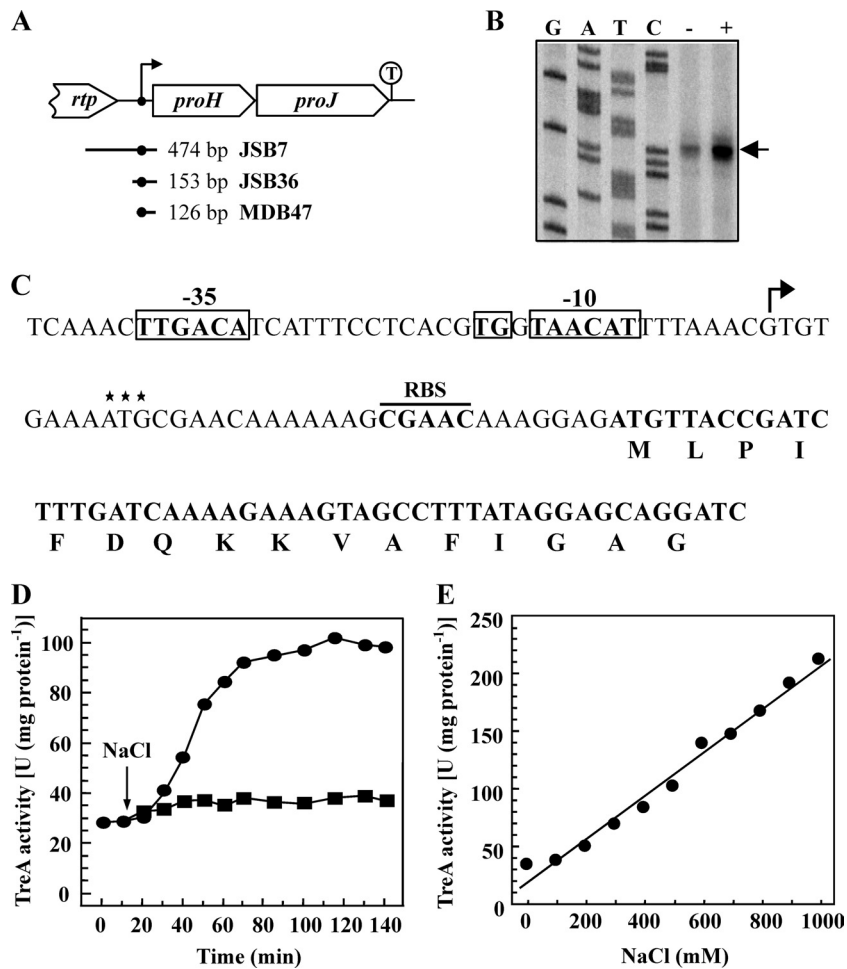 A
rtp proH proJ T
474 bp JSB7
153 bp JSB36
126 bp MDB47
B
G A T C - +
C
-35 -10
TCAAACTTGACATCATTTCCTCACGTGGTAACATTTTAAACGTGT
*** RBS
GAAAATGCGAACAAAAAAGCGAACAAAGGAGATGTTACCGATC
M L P I
TTTGATCAAAAGAAAGTAGCCTTTATAGGAGCAGGATC
F D Q K K V A F I G A G
D
TreA activity [U (mg protein⁻¹)]
100
80
60
40
20
0
NaCl
0 20 40 60 80 100 120 140
Time (min)
E
TreA activity [U (mg protein⁻¹)]
250
200
150
100
50
0
0 200 400 600 800 1000
NaCl (mM)